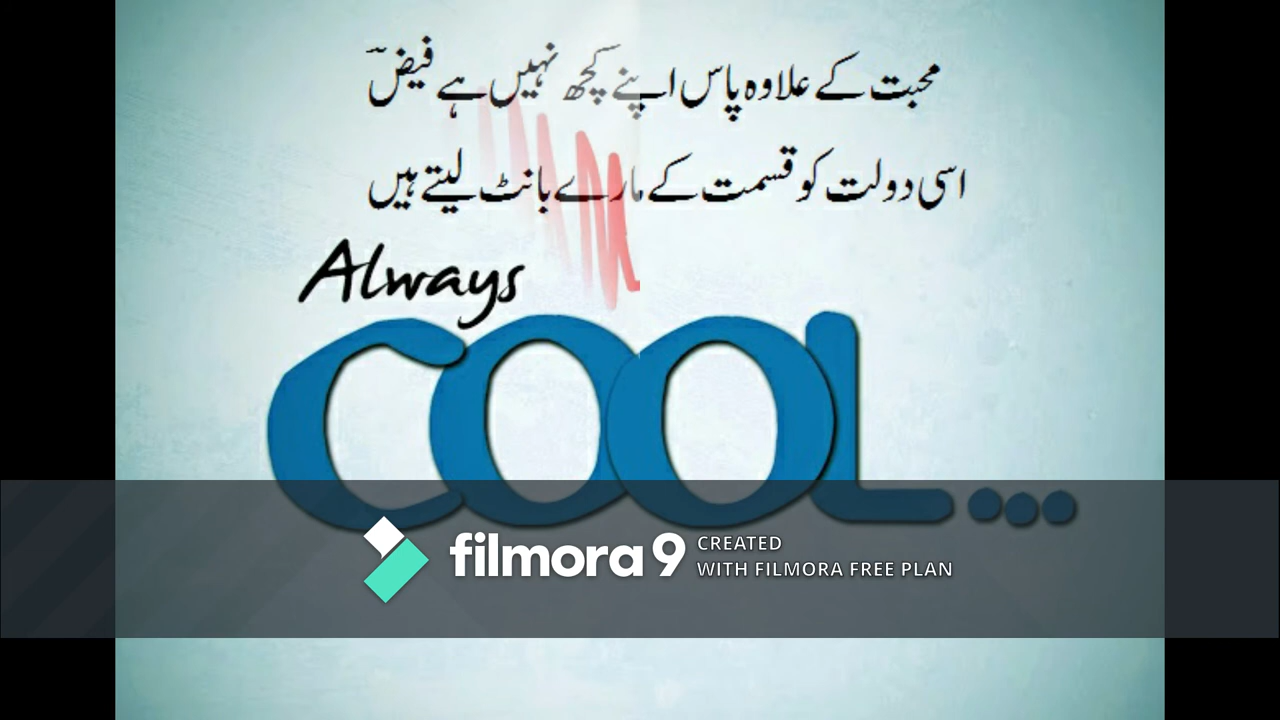 محبت کے علاوہ پاس اپنے کچھ نہیں ہے فیضؔ
اسی دولت کو قسمت کے مارے بانٹ لیتے ہیں
Always
COOL...
filmora9 CREATED
WITH FILMORA FREE PLAN